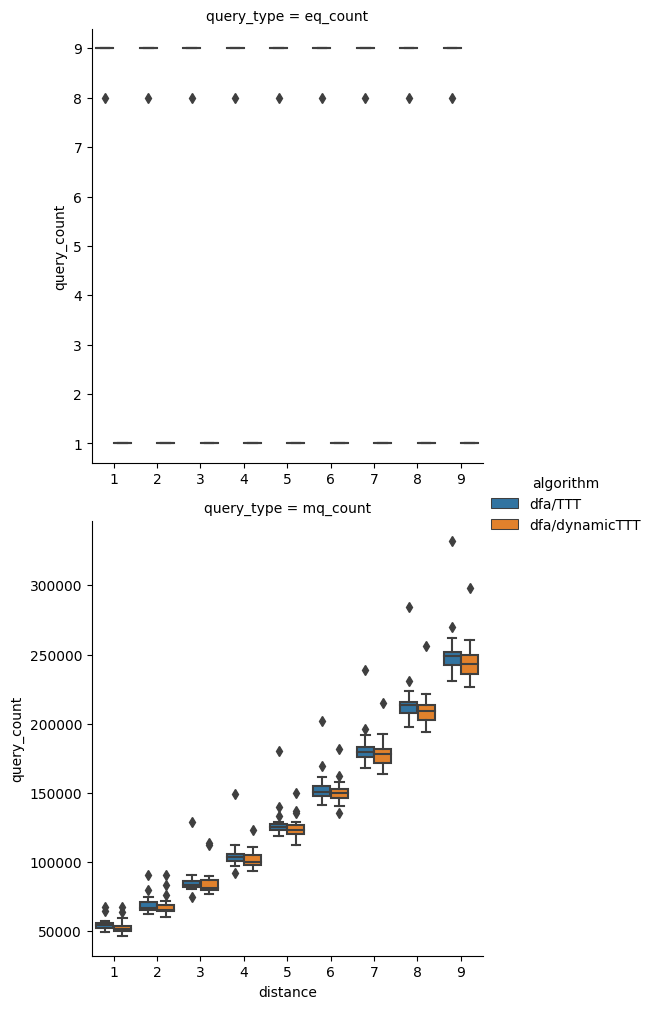 query_type = eq_count
query_count
9
8
7
6
5
4
3
2
1
1 2 3 4 5 6 7 8 9
algorithm
dfa/TTT
dfa/dynamicTTT
query_type = mq_count
query_count
300000
250000
200000
150000
100000
50000
1 2 3 4 5 6 7 8 9
distance